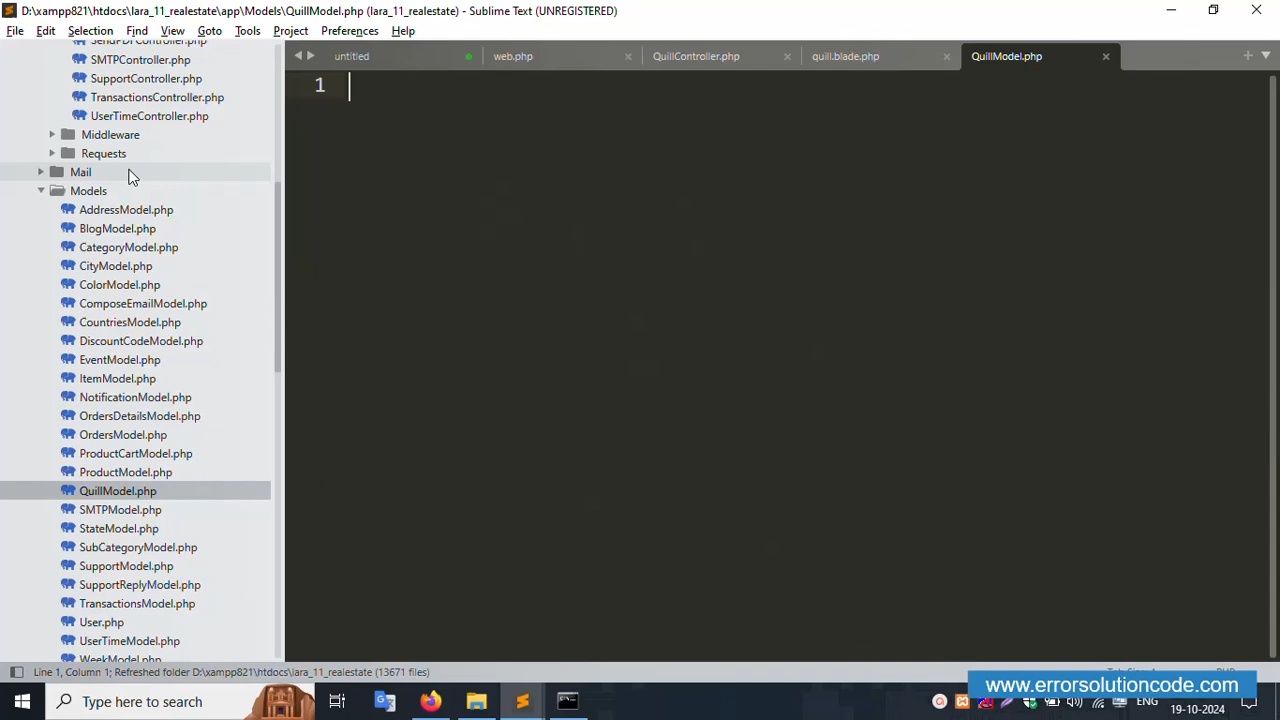 D:\xampp821\htdocs\lara_11_realestate\app\Models\QuillModel.php (lara_11_realestate) - Sublime Text (UNREGISTERED)
File Edit Selection Find View Goto Tools Project Preferences Help
untitled web.php QuillController.php quill.blade.php QuillModel.php
SendPDFController.php
SMTPController.php
SupportController.php
TransactionsController.php
UserTimeController.php
Middleware
Requests
Mail
Models
AddressModel.php
BlogModel.php
CategoryModel.php
CityModel.php
ColorModel.php
ComposeEmailModel.php
CountriesModel.php
DiscountCodeModel.php
EventModel.php
ItemModel.php
NotificationModel.php
OrdersDetailsModel.php
OrdersModel.php
ProductCartModel.php
ProductModel.php
QuillModel.php
SMTPModel.php
StateModel.php
SubCategoryModel.php
SupportModel.php
SupportReplyModel.php
TransactionsModel.php
User.php
UserTimeModel.php
WeekModel.php
1
Line 1, Column 1; Refreshed folder D:\xampp821\htdocs\lara_11_realestate (13671 files)
www.errorsolutioncode.com
Type here to search
ENG
19-10-2024